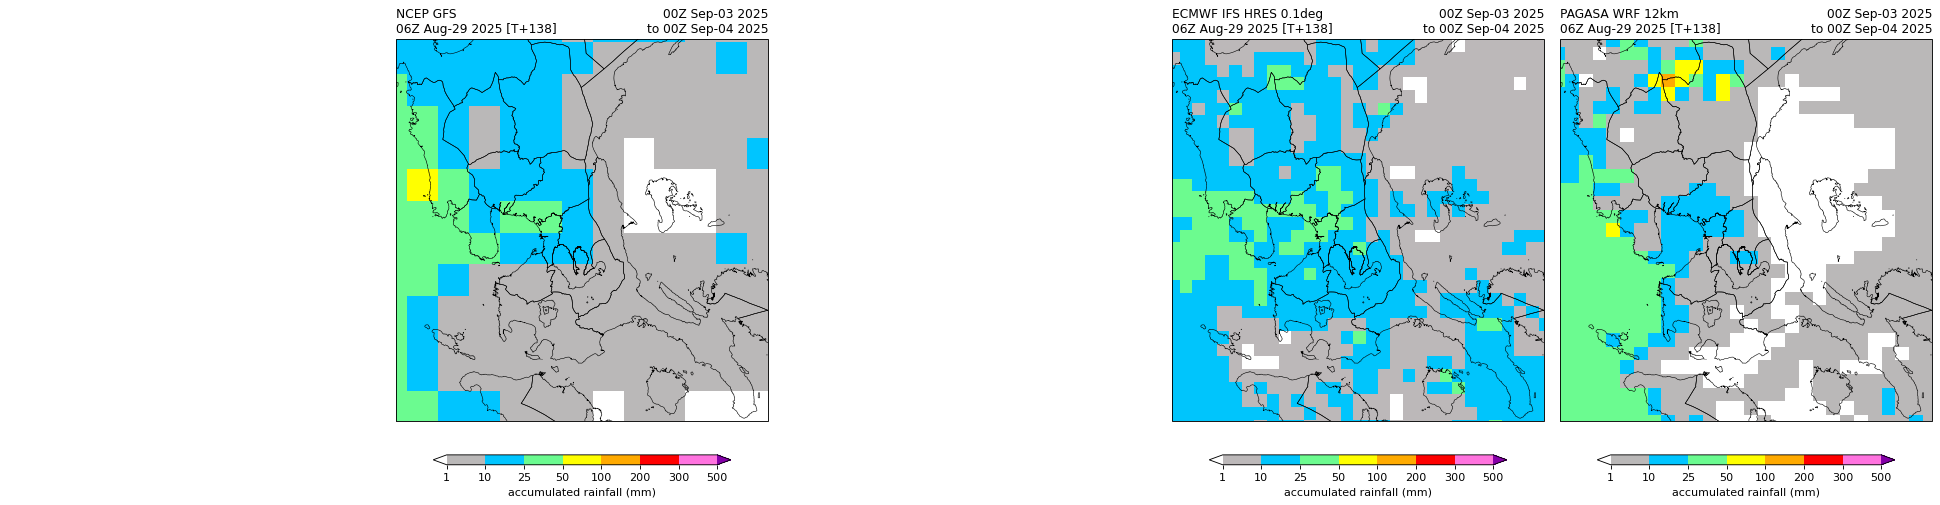 NCEP GFS 00Z Sep-03 2025
06Z Aug-29 2025 [T+138] to 00Z Sep-04 2025
1 10 25 50 100 200 300 500
accumulated rainfall (mm)
ECMWF IFS HRES 0.1deg 00Z Sep-03 2025
06Z Aug-29 2025 [T+138] to 00Z Sep-04 2025
1 10 25 50 100 200 300 500
accumulated rainfall (mm)
PAGASA WRF 12km 00Z Sep-03 2025
06Z Aug-29 2025 [T+138] to 00Z Sep-04 2025
1 10 25 50 100 200 300 500
accumulated rainfall (mm)